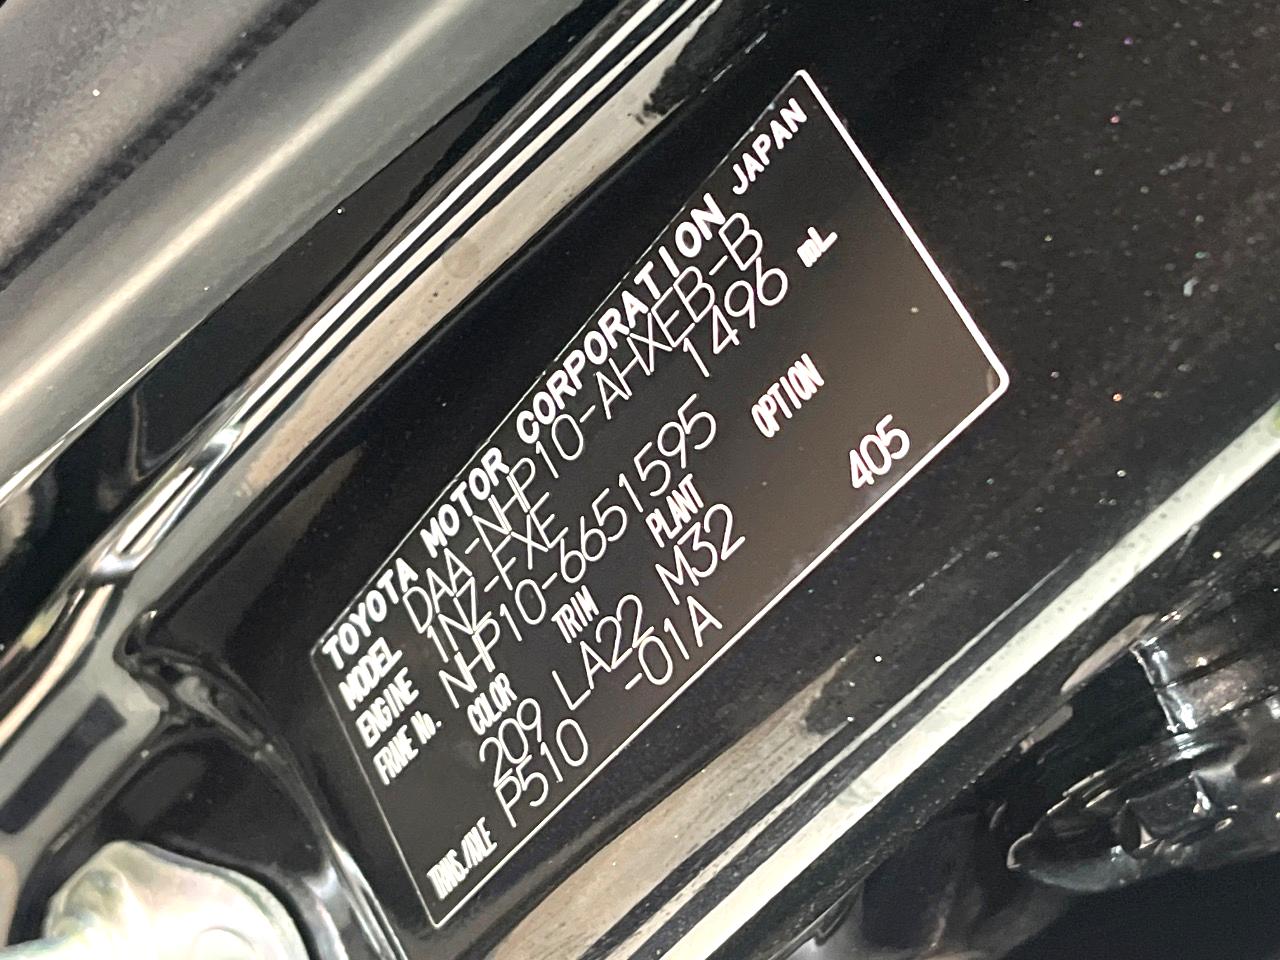 TOYOTA MOTOR CORPORATION JAPAN
MODEL DAA-NHP10-AHXEB-B
ENGINE 1NZ-FXE 1496 mL
FRAME No. NHP10-6651595
COLOR TRIM PLANT OPTION
209 LA22 M32 405
TRANS./AXLE P510 -01A